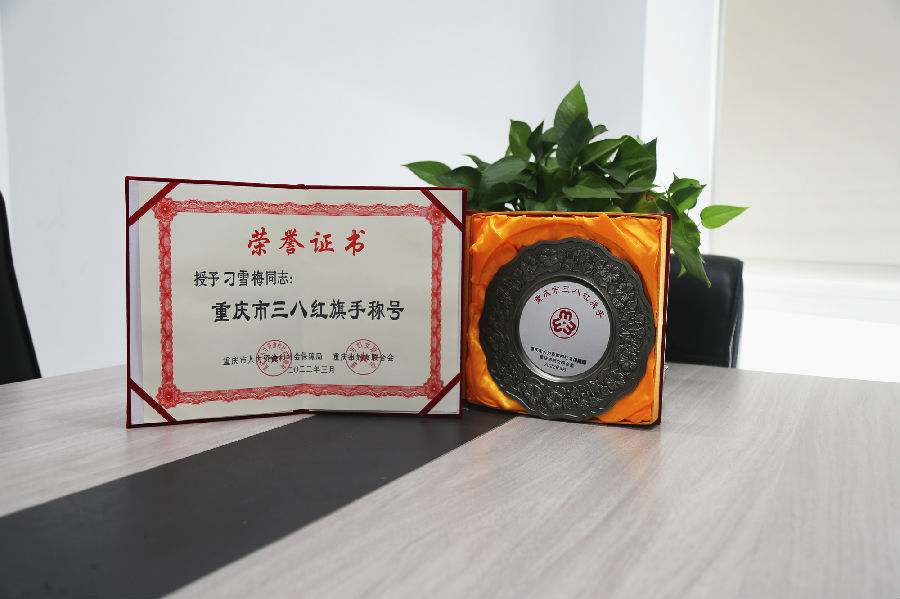 荣誉证书
授予刁雪梅同志:
重庆市三八红旗手称号
重庆市人力资源和社会保障局 重庆市妇女联合会
二〇二二年三月
重庆市三八红旗手